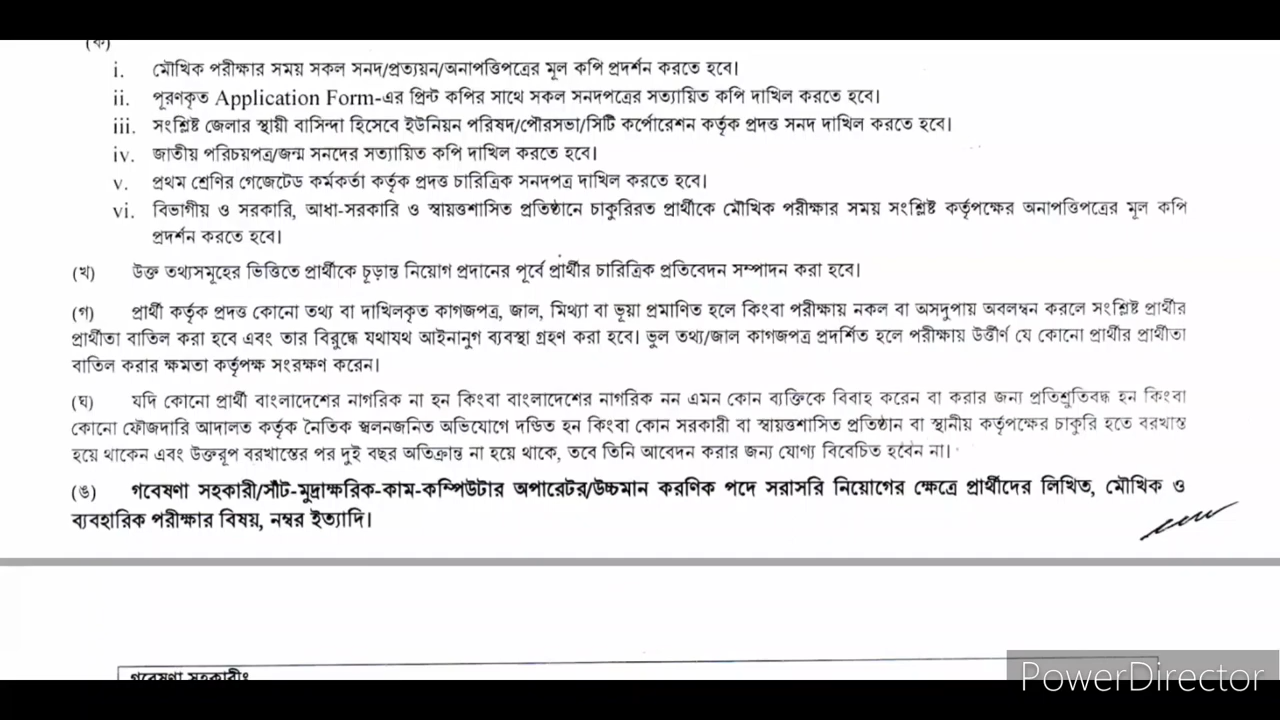 (ক)
i. মৌখিক পরীক্ষার সময় সকল সনদ/প্রত্যয়ন/অনাপত্তিপত্রের মূল কপি প্রদর্শন করতে হবে।
ii. পূরণকৃত Application Form-এর প্রিন্ট কপির সাথে সকল সনদপত্রের সত্যায়িত কপি দাখিল করতে হবে।
iii. সংশ্লিষ্ট জেলার স্থায়ী বাসিন্দা হিসেবে ইউনিয়ন পরিষদ/পৌরসভা/সিটি কর্পোরেশন কর্তৃক প্রদত্ত সনদ দাখিল করতে হবে।
iv. জাতীয় পরিচয়পত্র/জন্ম সনদের সত্যায়িত কপি দাখিল করতে হবে।
v. প্রথম শ্রেণির গেজেটেড কর্মকর্তা কর্তৃক প্রদত্ত চারিত্রিক সনদপত্র দাখিল করতে হবে।
vi. বিভাগীয় ও সরকারি, আধা-সরকারি ও স্বায়ত্তশাসিত প্রতিষ্ঠানে চাকুরিরত প্রার্থীকে মৌখিক পরীক্ষার সময় সংশ্লিষ্ট কর্তৃপক্ষের অনাপত্তিপত্রের মূল কপি
প্রদর্শন করতে হবে।
(খ) উক্ত তথ্যসমূহের ভিত্তিতে প্রার্থীকে চূড়ান্ত নিয়োগ প্রদানের পূর্বে প্রার্থীর চারিত্রিক প্রতিবেদন সম্পাদন করা হবে।
(গ) প্রার্থী কর্তৃক প্রদত্ত কোনো তথ্য বা দাখিলকৃত কাগজপত্র, জাল, মিথ্যা বা ভূয়া প্রমাণিত হলে কিংবা পরীক্ষায় নকল বা অসদুপায় অবলম্বন করলে সংশ্লিষ্ট প্রার্থীর
প্রার্থীতা বাতিল করা হবে এবং তার বিরুদ্ধে যথাযথ আইনানুগ ব্যবস্থা গ্রহণ করা হবে। ভুল তথ্য/জাল কাগজপত্র প্রদর্শিত হলে পরীক্ষায় উত্তীর্ণ যে কোনো প্রার্থীর প্রার্থীতা
বাতিল করার ক্ষমতা কর্তৃপক্ষ সংরক্ষণ করেন।
(ঘ) যদি কোনো প্রার্থী বাংলাদেশের নাগরিক না হন কিংবা বাংলাদেশের নাগরিক নন এমন কোন ব্যক্তিকে বিবাহ করেন বা করার জন্য প্রতিশ্রুতিবদ্ধ হন কিংবা
কোনো ফৌজদারি আদালত কর্তৃক নৈতিক স্খলনজনিত অভিযোগে দণ্ডিত হন কিংবা কোন সরকারী বা স্বায়ত্তশাসিত প্রতিষ্ঠান বা স্থানীয় কর্তৃপক্ষের চাকুরি হতে বরখাস্ত
হয়ে থাকেন এবং উক্তরূপ বরখাস্তের পর দুই বছর অতিক্রান্ত না হয়ে থাকে, তবে তিনি আবেদন করার জন্য যোগ্য বিবেচিত হবেন না।
(ঙ) গবেষণা সহকারী/সাঁট-মুদ্রাক্ষরিক-কাম-কম্পিউটার অপারেটর/উচ্চমান করণিক পদে সরাসরি নিয়োগের ক্ষেত্রে প্রার্থীদের লিখিত, মৌখিক ও
ব্যবহারিক পরীক্ষার বিষয়, নম্বর ইত্যাদি।
গবেষণা সহকারীঃ
PowerDirector